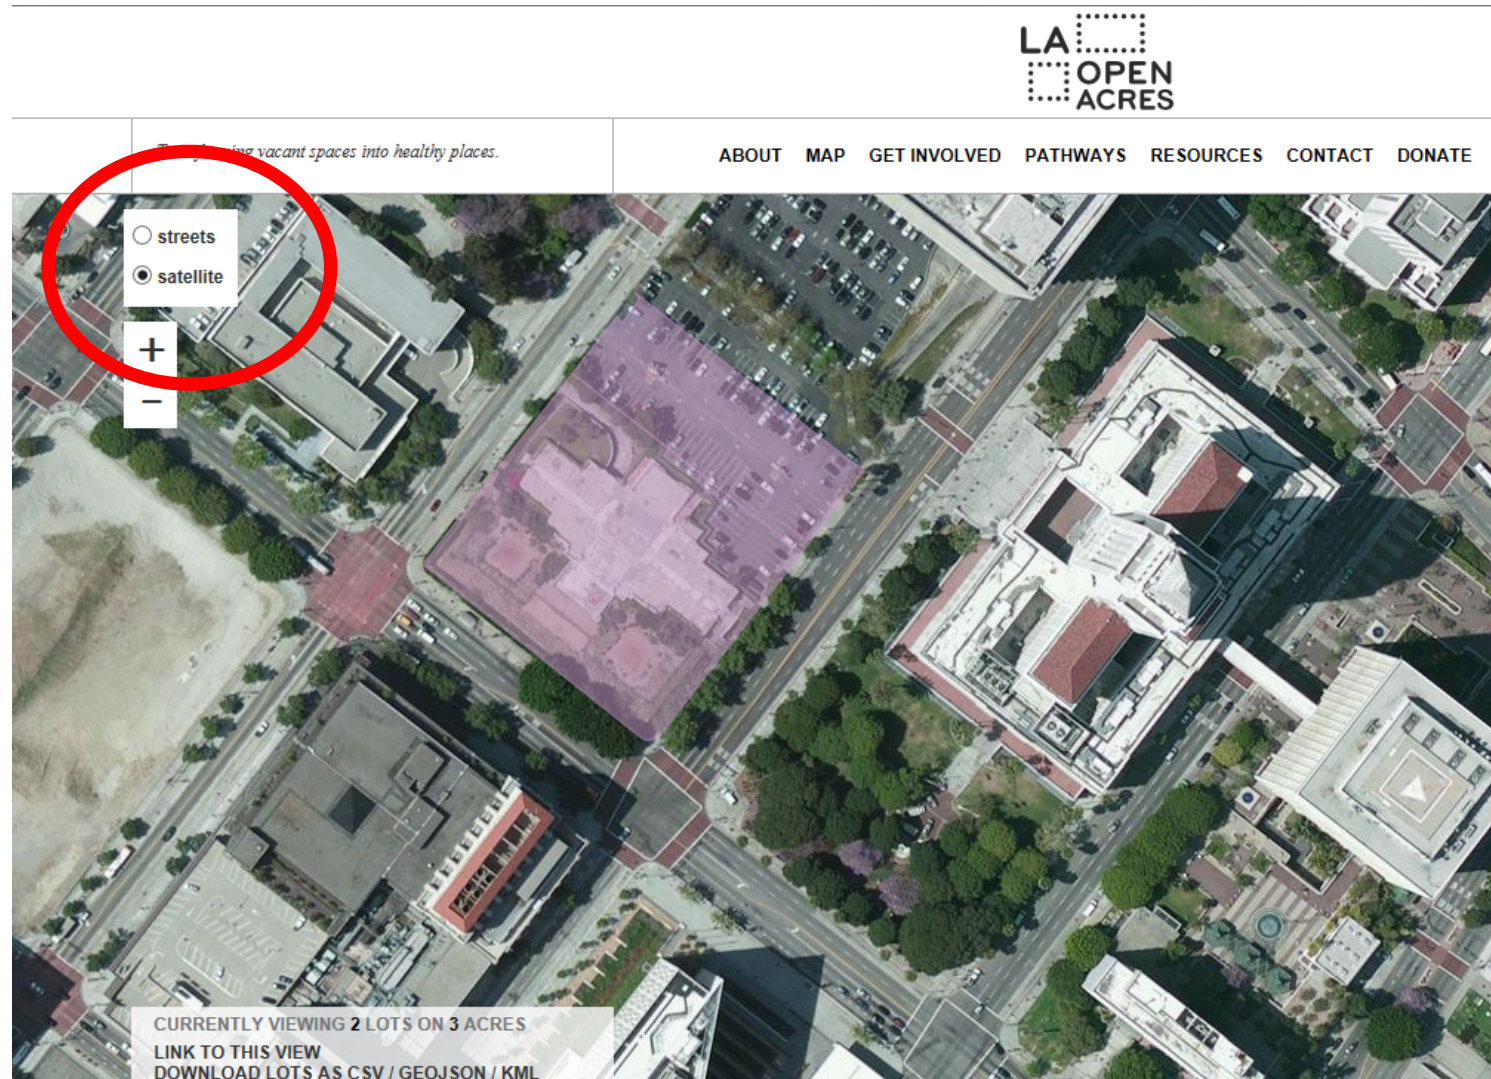 LA
OPEN
ACRES
vacant spaces into healthy places.
ABOUT MAP GET INVOLVED PATHWAYS RESOURCES CONTACT DONATE
streets
satellite
+
−
CURRENTLY VIEWING 2 LOTS ON 3 ACRES
LINK TO THIS VIEW
DOWNLOAD LOTS AS CSV / GEOJSON / KML